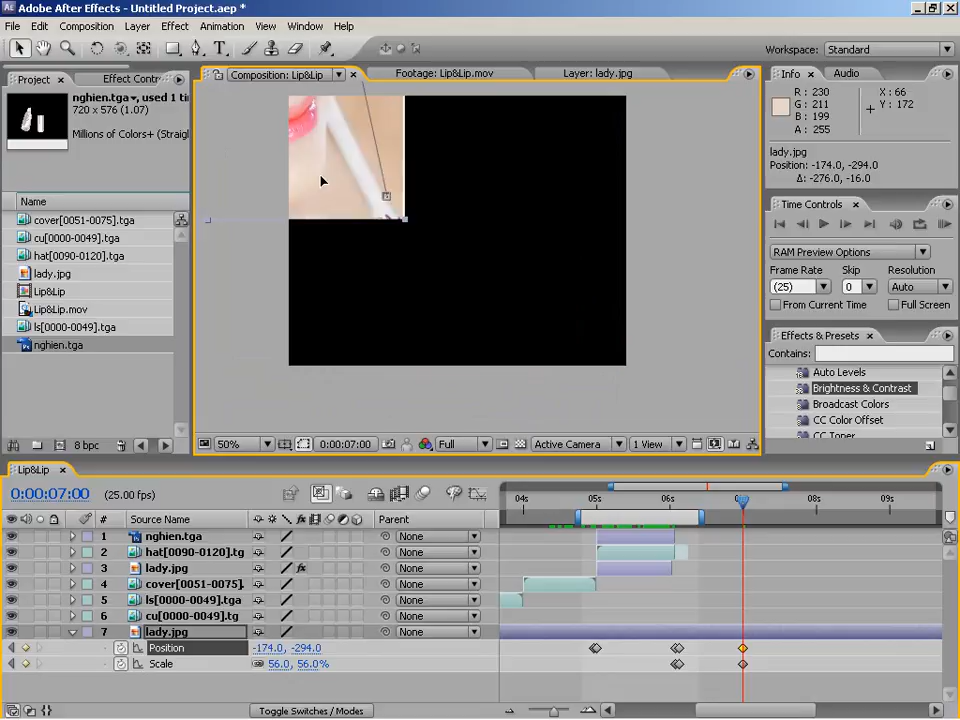 Adobe After Effects - Untitled Project.aep *
File Edit Composition Layer Effect Animation View Window Help
Workspace: Standard
Project Effect Contr
nghien.tga, used 1 ti
720 x 576 (1.07)
Millions of Colors+ (Straigh
Name
cover[0051-0075].tga
cu[0000-0049].tga
hat[0090-0120].tga
lady.jpg
Lip&Lip
Lip&Lip.mov
ls[0000-0049].tga
nghien.tga
8 bpc
Composition: Lip&Lip Footage: Lip&Lip.mov Layer: lady.jpg
50% 0:00:07:00 Full Active Camera 1 View
Info Audio
R : 230
G : 211
B : 199
A : 255
X : 66
Y : 172
lady.jpg
Position: -174.0, -294.0
Δ: -276.0, -16.0
Time Controls
RAM Preview Options
Frame Rate Skip Resolution
(25) 0 Auto
From Current Time Full Screen
Effects & Presets
Contains:
Auto Levels
Brightness & Contrast
Broadcast Colors
CC Color Offset
CC Toner
Lip&Lip
0:00:07:00 (25.00 fps)
# Source Name Parent
04s 05s 06s 08s 09s
1 nghien.tga None
2 hat[0090-0120].tg None
3 lady.jpg None
4 cover[0051-0075]. None
5 ls[0000-0049].tga None
6 cu[0000-0049].tg None
7 lady.jpg None
Position -174.0, -294.0
Scale 56.0, 56.0%
Toggle Switches / Modes